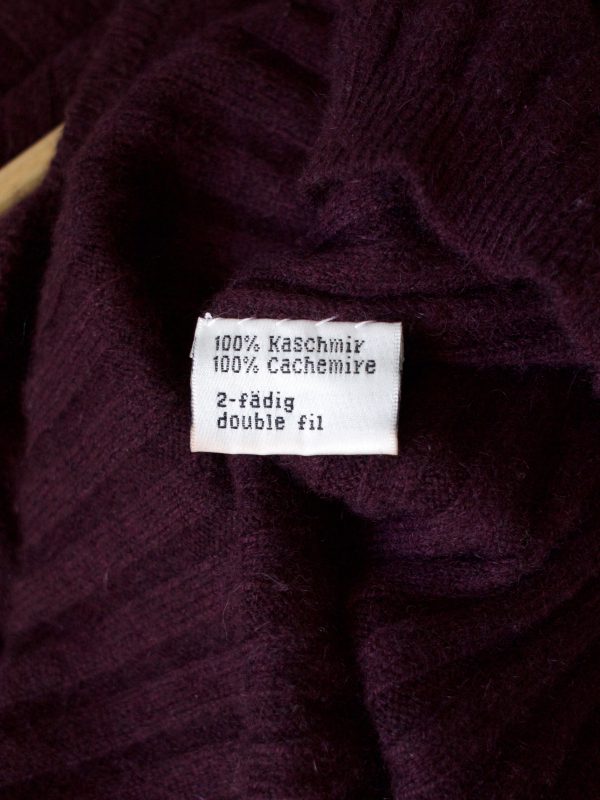 100% Kaschmir
100% Cachemire
2-fädig
double fil